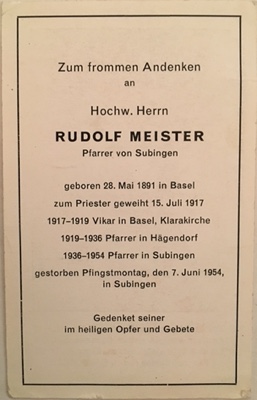 Zum frommen Andenken
an
Hochw. Herrn
RUDOLF MEISTER
Pfarrer von Subingen
geboren 28. Mai 1891 in Basel
zum Priester geweiht 15. Juli 1917
1917–1919 Vikar in Basel, Klarakirche
1919–1936 Pfarrer in Hägendorf
1936–1954 Pfarrer in Subingen
gestorben Pfingstmontag, den 7. Juni 1954,
in Subingen
Gedenket seiner
im heiligen Opfer und Gebete